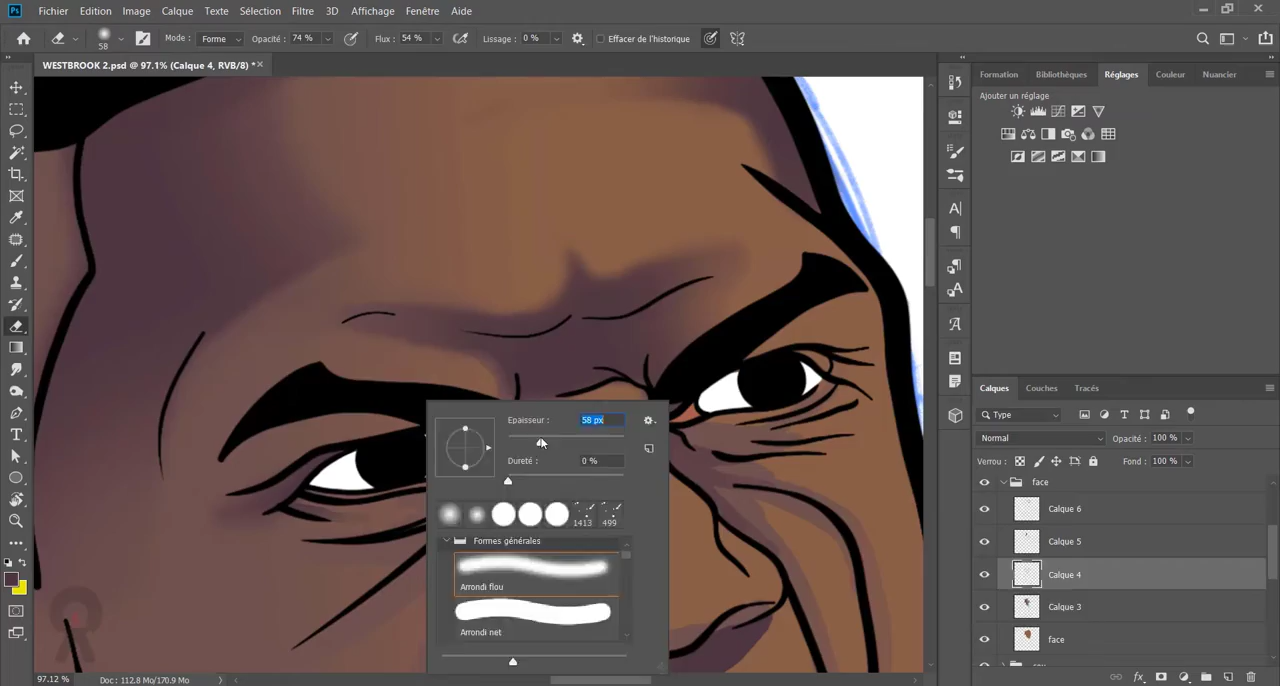 Ps Fichier Edition Image Calque Texte Sélection Filtre 3D Affichage Fenêtre Aide
58 Mode : Forme Opacité : 74 % Flux : 54 % Lissage : 0 % Effacer de l'historique
WESTBROOK 2.psd @ 97.1% (Calque 4, RVB/8) *
Formation Bibliothèques Réglages Couleur Nuancier
Ajouter un réglage
Calques Couches Tracés
Type
Normal Opacité : 100 %
Verrou : Fond : 100 %
face
Calque 6
Calque 5
Calque 4
Calque 3
face
Epaisseur : 58 px
Dureté : 0 %
1413 499
Formes générales
Arrondi flou
Arrondi net
97.12 % Doc : 112.8 Mo/170.9 Mo